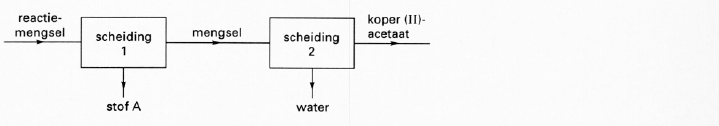 reactie-
mengsel
scheiding
1
mengsel
scheiding
2
koper (II)-
acetaat
stof A
water